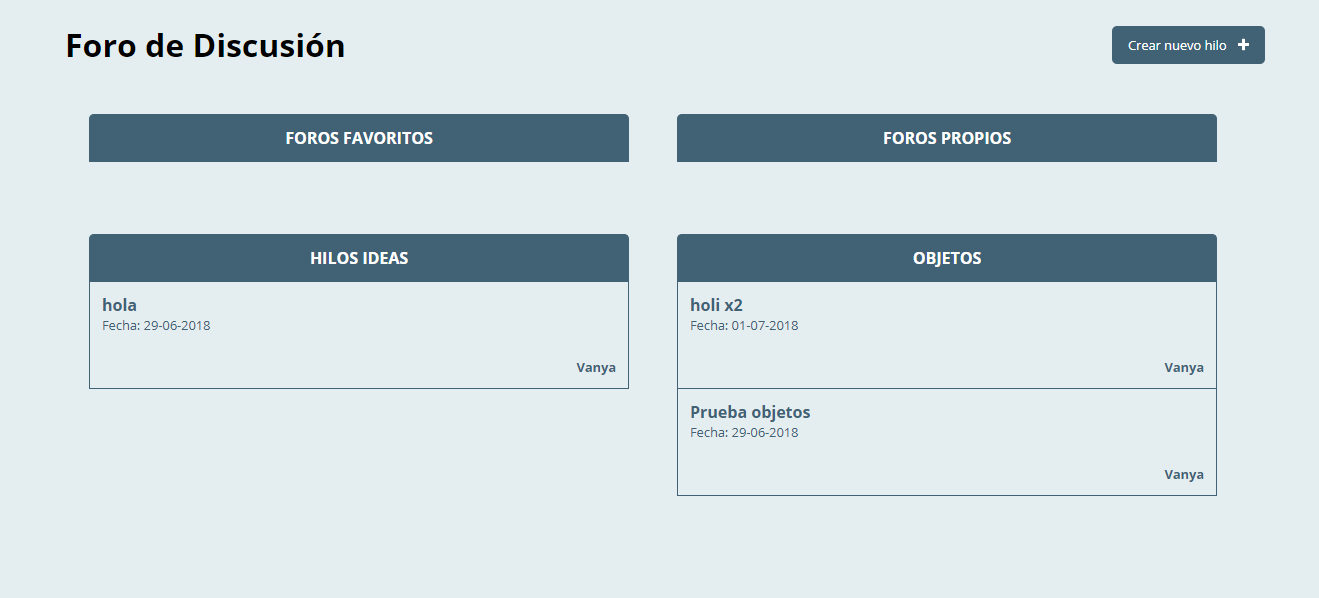 Foro de Discusión
Crear nuevo hilo
FOROS FAVORITOS
FOROS PROPIOS
HILOS IDEAS
hola
Fecha: 29-06-2018
Vanya
OBJETOS
holi x2
Fecha: 01-07-2018
Vanya
Prueba objetos
Fecha: 29-06-2018
Vanya